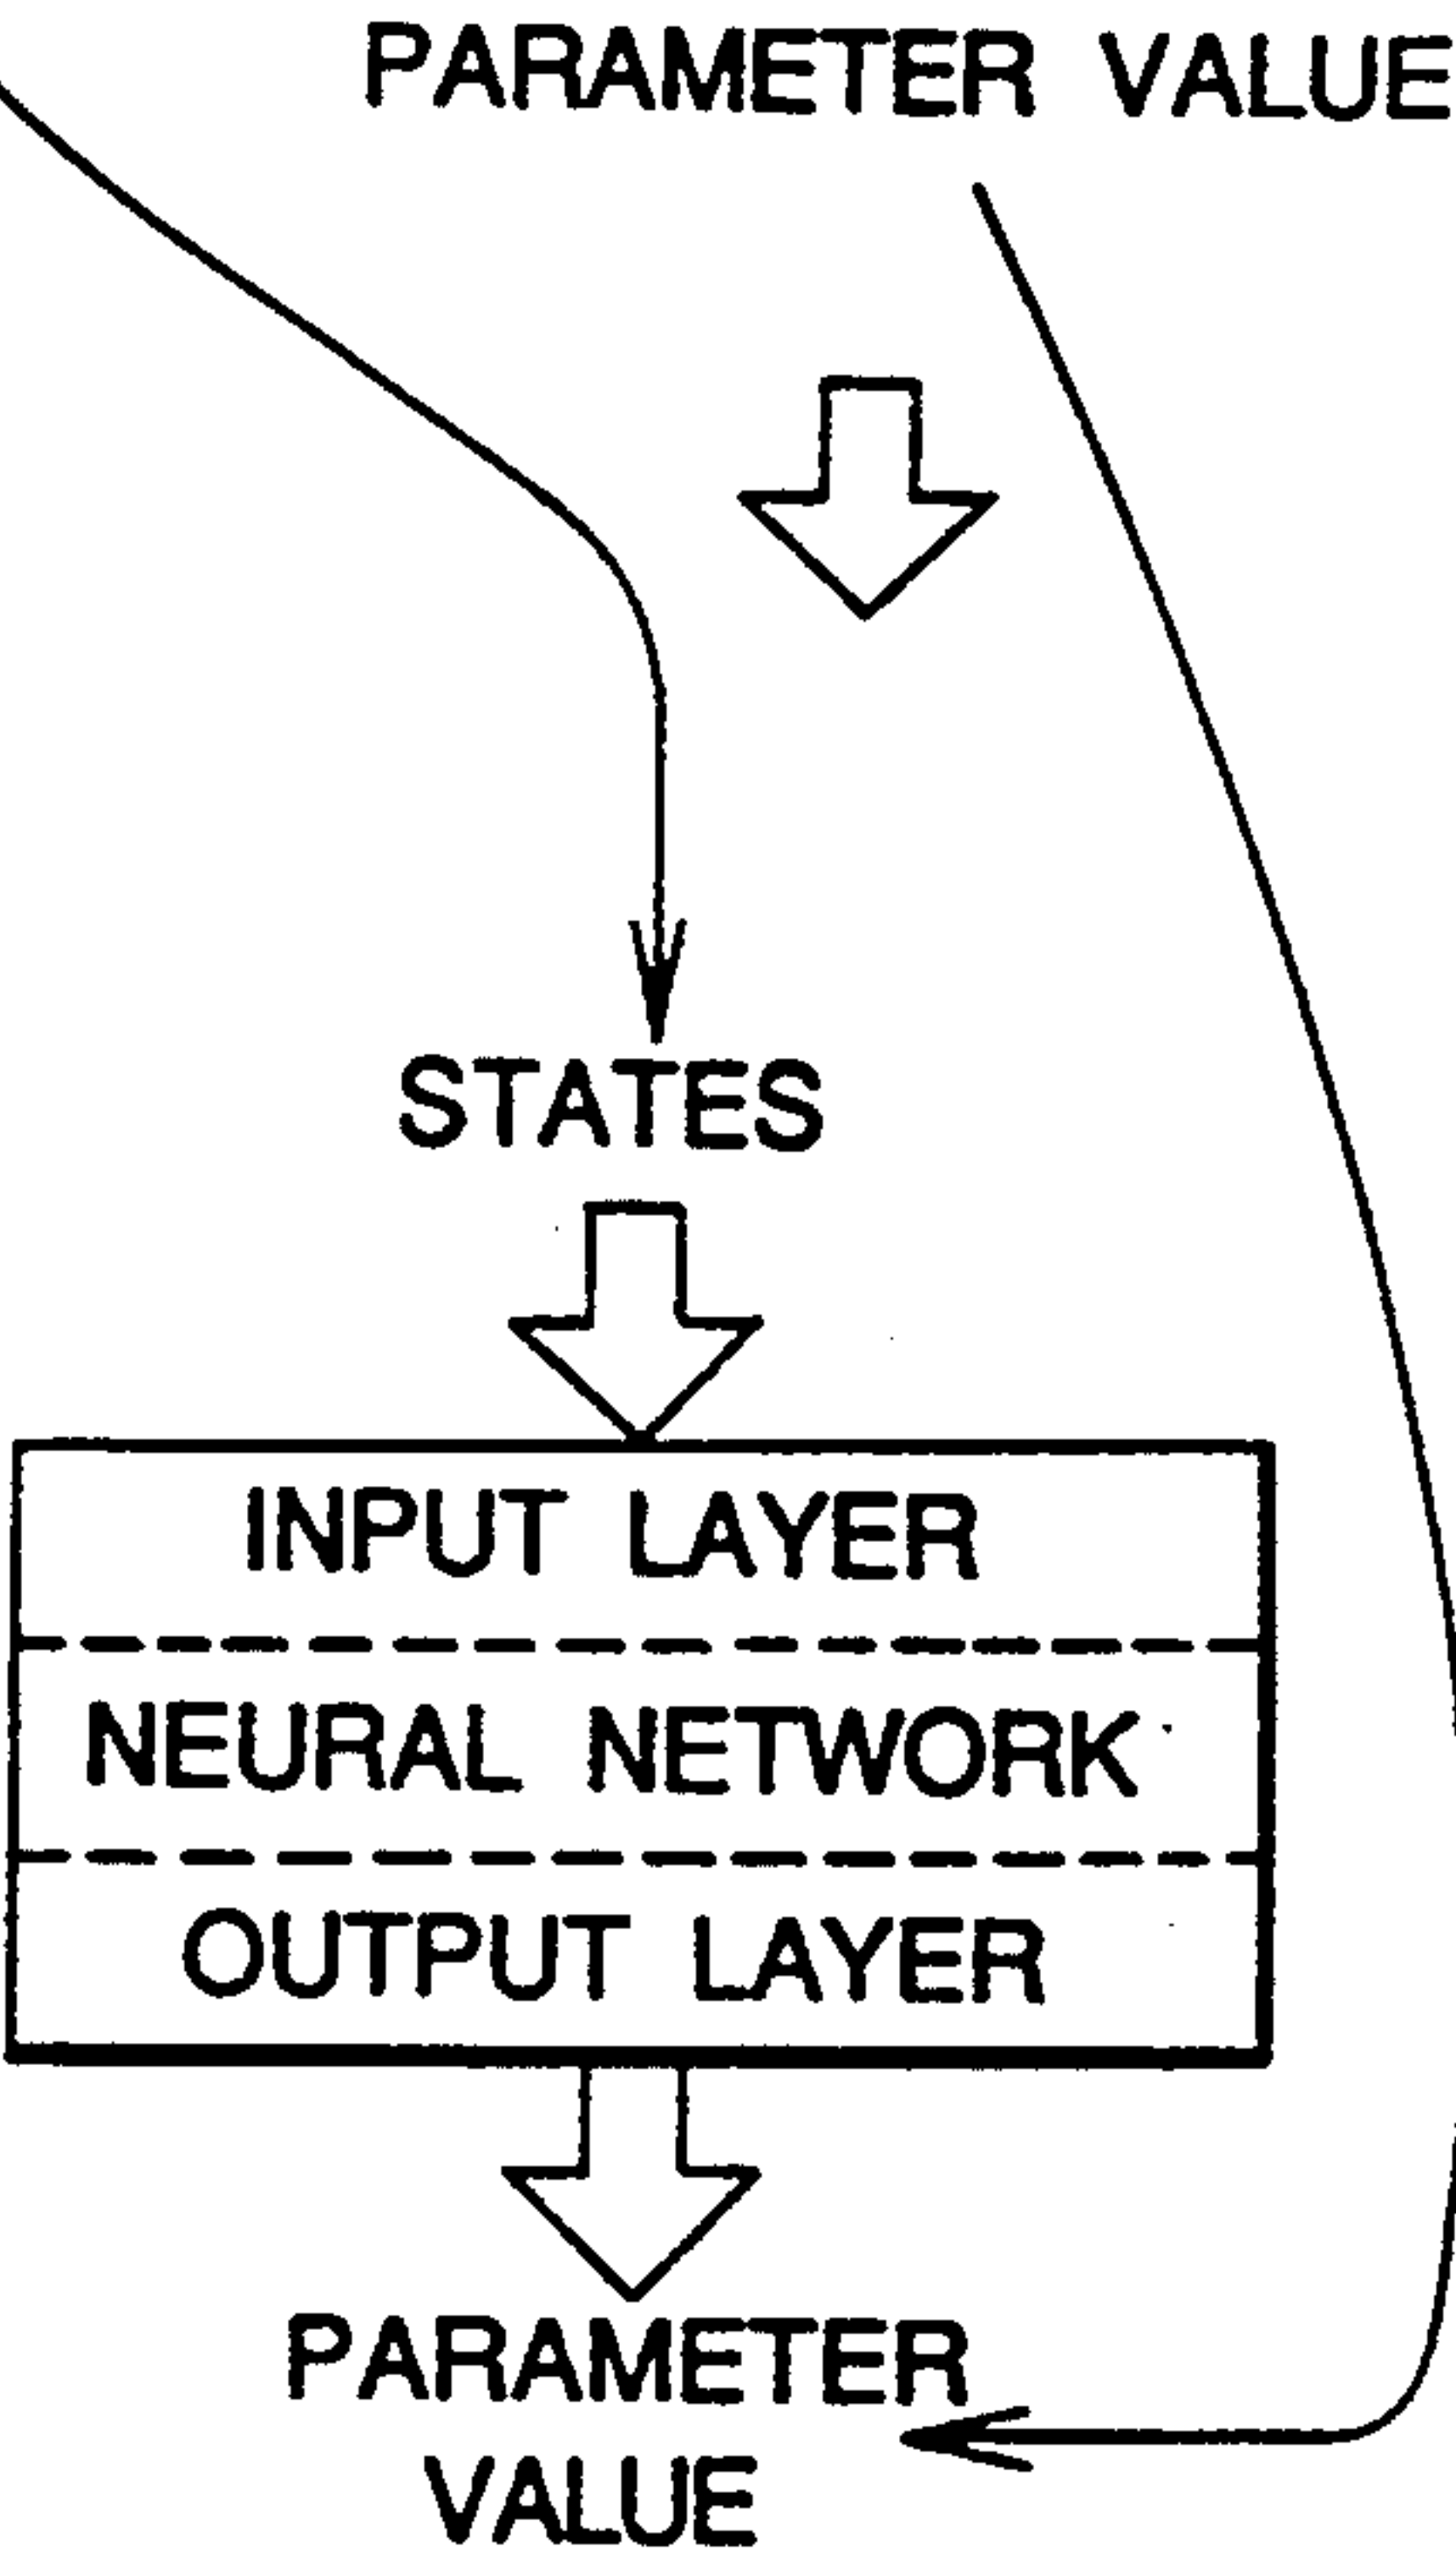 PARAMETER VALUE
STATES
INPUT LAYER
NEURAL NETWORK
OUTPUT LAYER
PARAMETER
VALUE